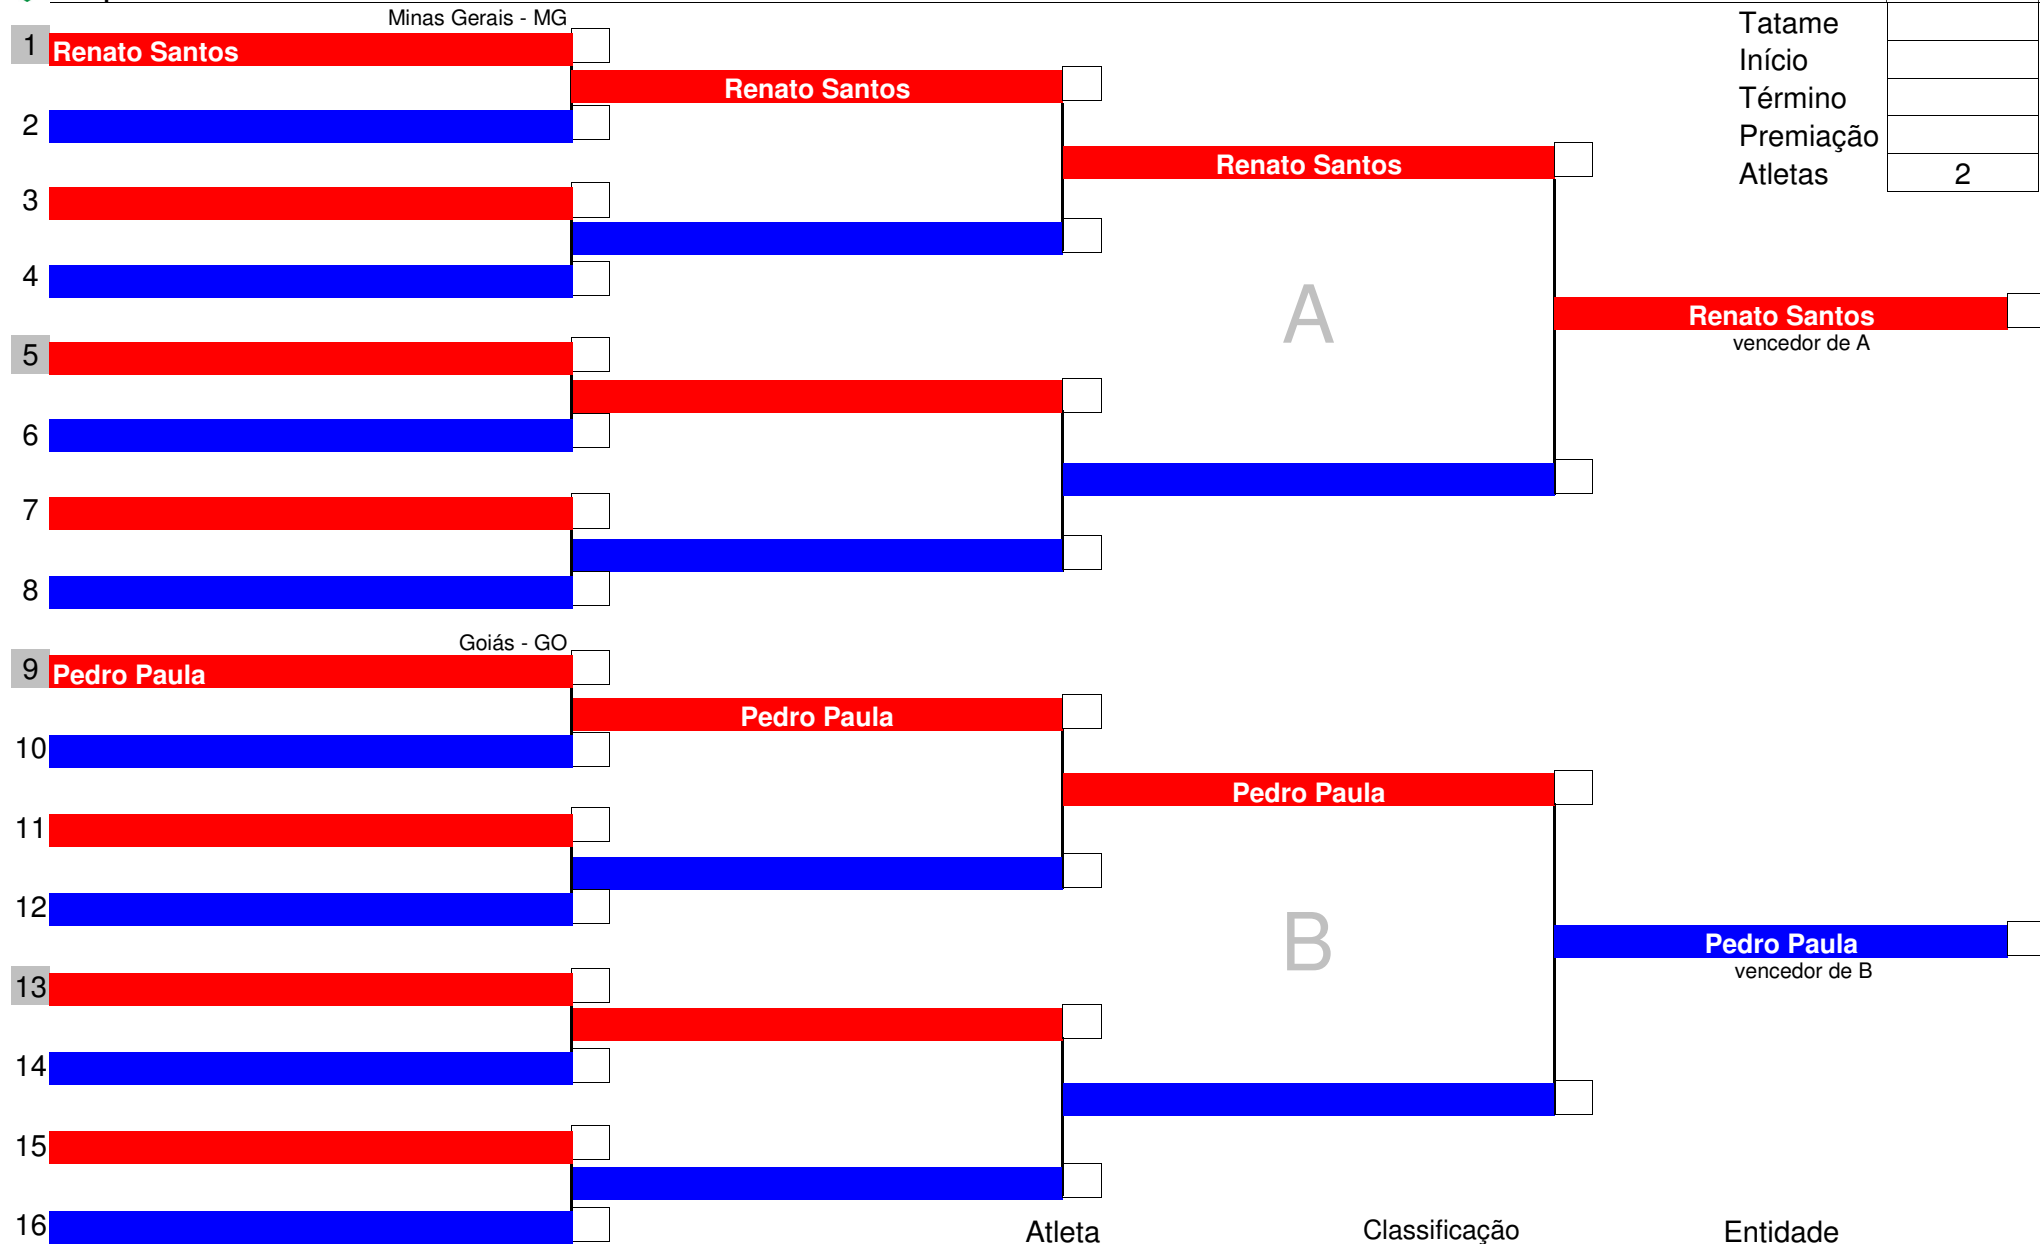 Minas Gerais - MG
Tatame
1 Renato Santos
Início
Renato Santos
Término
2
Premiação
Renato Santos
Atletas 2
3
4
A
Renato Santos
vencedor de A
5
6
7
8
Goiás - GO
9 Pedro Paula
Pedro Paula
10
Pedro Paula
11
12
B
Pedro Paula
vencedor de B
13
14
15
16
Atleta Classificação Entidade